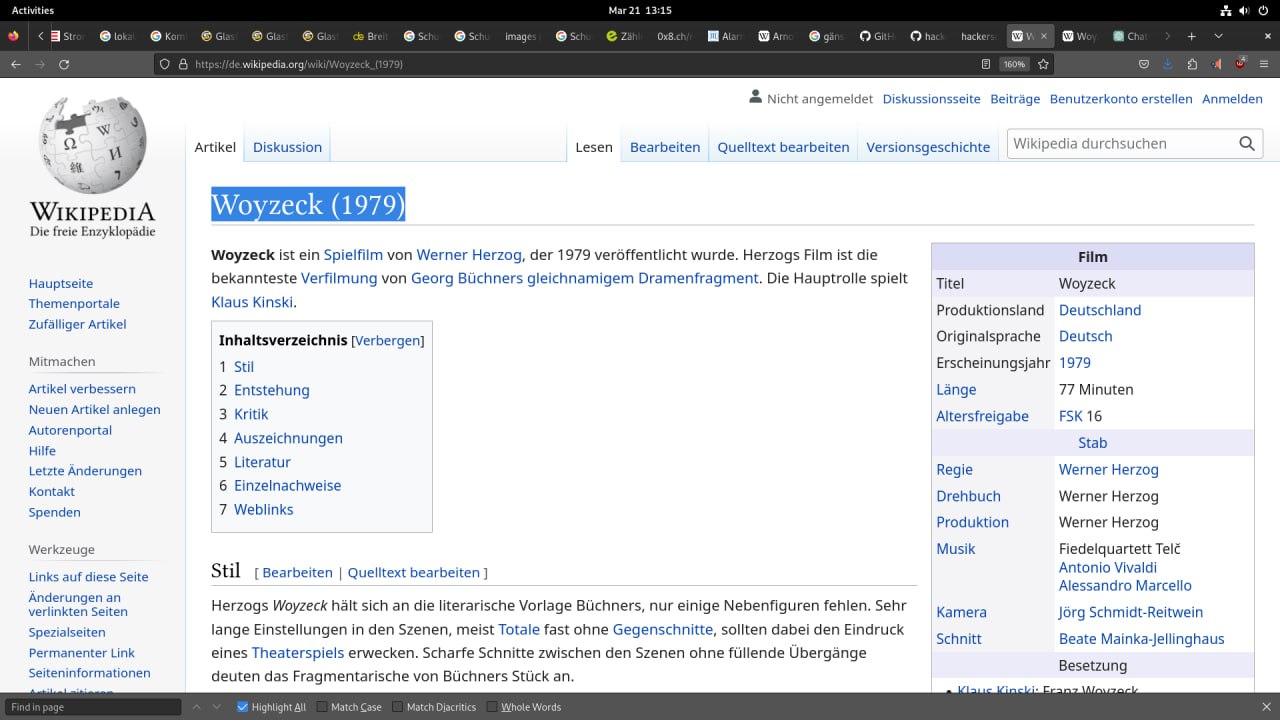 Activities
Mar 21 13:15
Stron
lokal
Kom
Glast
Glast
Glast
Breit
Schu
Schu
images
Schu
Zähl
0x8.ch/r
Alarr
Arno
gäns
GitH
hack
hackers
W
Woy
Chat
https://de.wikipedia.org/wiki/Woyzeck_(1979)
160%
Nicht angemeldet Diskussionsseite Beiträge Benutzerkonto erstellen Anmelden
Artikel Diskussion Lesen Bearbeiten Quelltext bearbeiten Versionsgeschichte Wikipedia durchsuchen
WIKIPEDIA
Die freie Enzyklopädie
Hauptseite
Themenportale
Zufälliger Artikel
Mitmachen
Artikel verbessern
Neuen Artikel anlegen
Autorenportal
Hilfe
Letzte Änderungen
Kontakt
Spenden
Werkzeuge
Links auf diese Seite
Änderungen an
verlinkten Seiten
Spezialseiten
Permanenter Link
Seiteninformationen
Artikel zitieren
Woyzeck (1979)
Woyzeck ist ein Spielfilm von Werner Herzog, der 1979 veröffentlicht wurde. Herzogs Film ist die
bekannteste Verfilmung von Georg Büchners gleichnamigem Dramenfragment. Die Hauptrolle spielt
Klaus Kinski.
Inhaltsverzeichnis [Verbergen]
1 Stil
2 Entstehung
3 Kritik
4 Auszeichnungen
5 Literatur
6 Einzelnachweise
7 Weblinks
Stil [ Bearbeiten | Quelltext bearbeiten ]
Herzogs Woyzeck hält sich an die literarische Vorlage Büchners, nur einige Nebenfiguren fehlen. Sehr
lange Einstellungen in den Szenen, meist Totale fast ohne Gegenschnitte, sollten dabei den Eindruck
eines Theaterspiels erwecken. Scharfe Schnitte zwischen den Szenen ohne füllende Übergänge
deuten das Fragmentarische von Büchners Stück an.
Film
Titel Woyzeck
Produktionsland Deutschland
Originalsprache Deutsch
Erscheinungsjahr 1979
Länge 77 Minuten
Altersfreigabe FSK 16
Stab
Regie Werner Herzog
Drehbuch Werner Herzog
Produktion Werner Herzog
Musik Fiedelquartett Telč
Antonio Vivaldi
Alessandro Marcello
Kamera Jörg Schmidt-Reitwein
Schnitt Beate Mainka-Jellinghaus
Besetzung
• Klaus Kinski: Franz Woyzeck
Find in page
Highlight All
Match Case
Match Diacritics
Whole Words